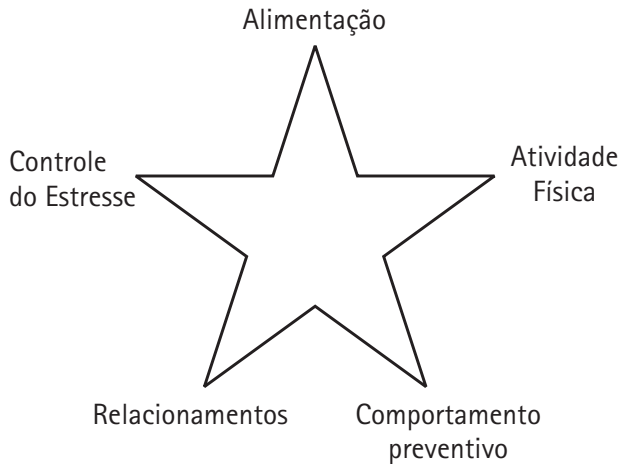 Alimentação
Controle
do Estresse
Atividade
Física
Relacionamentos
Comportamento
preventivo